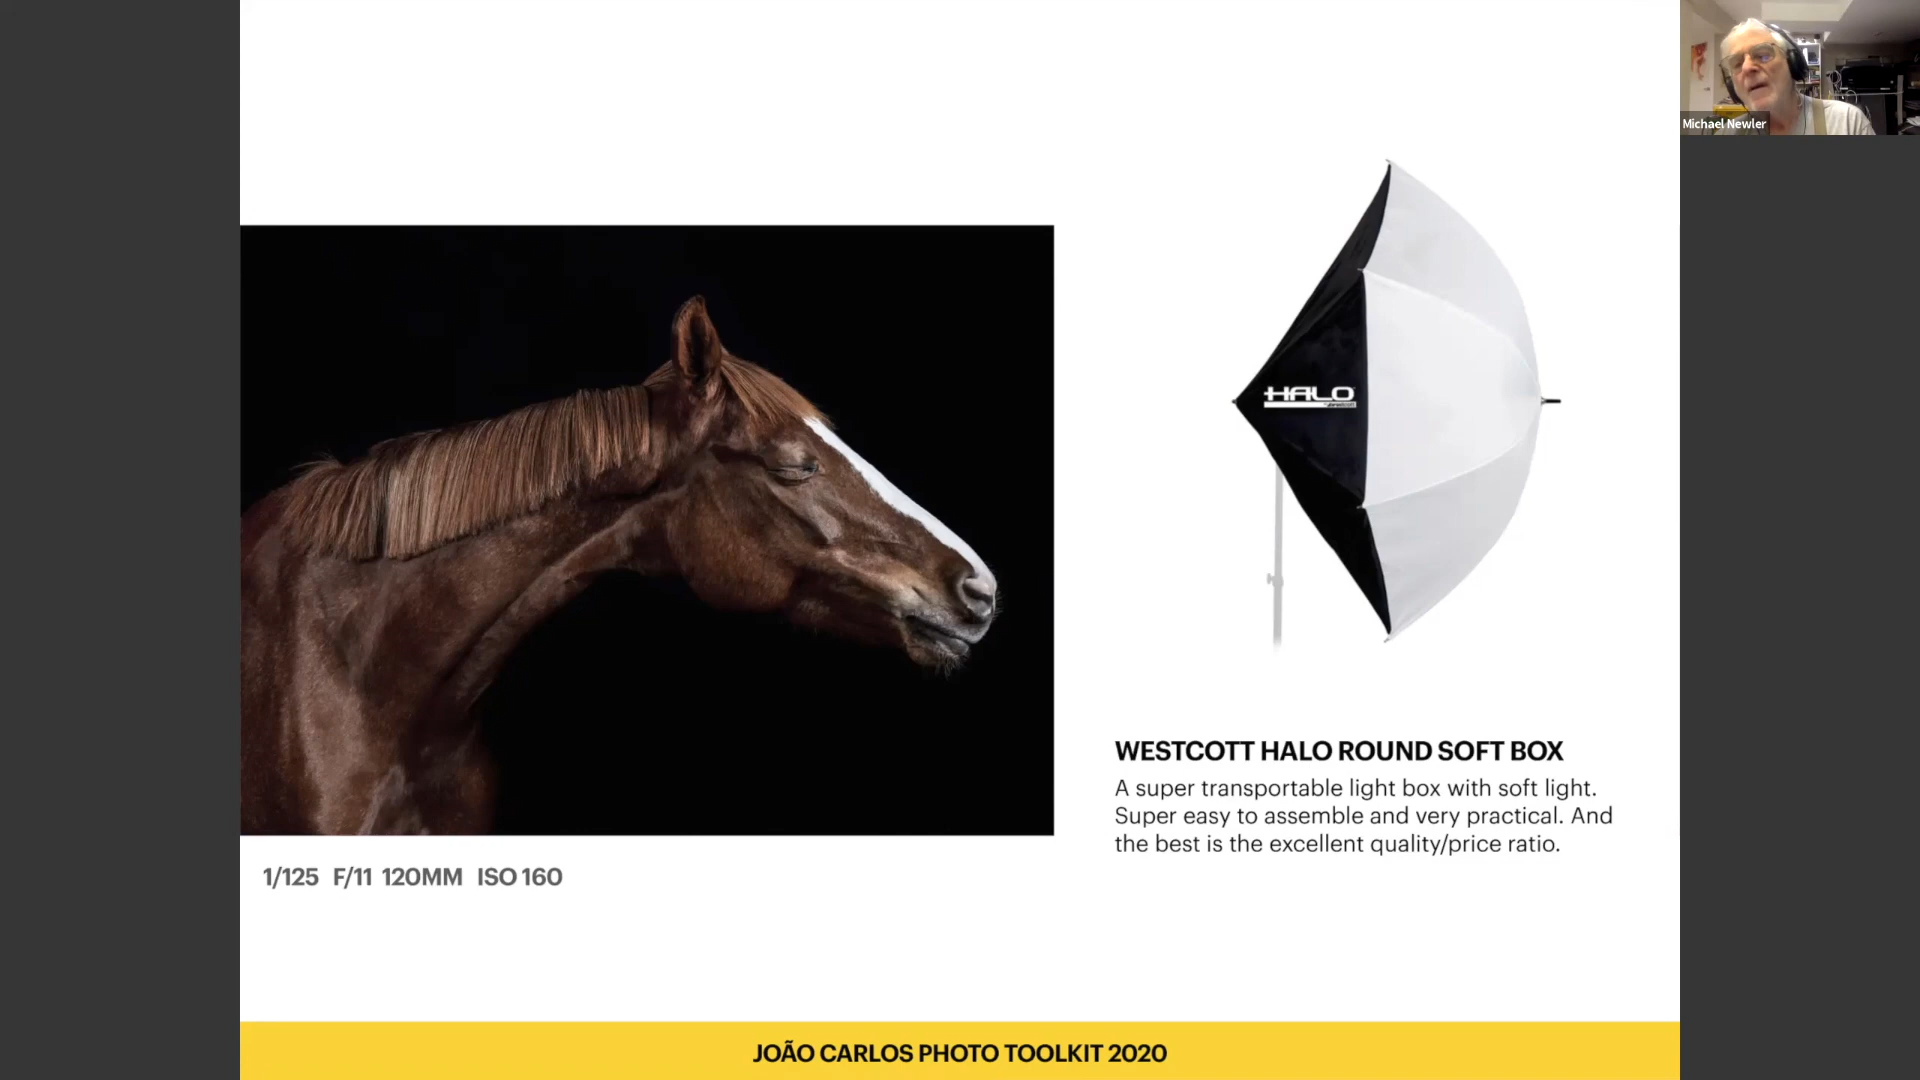 Michael Newler
HALO
WESTCOTT HALO ROUND SOFT BOX
A super transportable light box with soft light.
Super easy to assemble and very practical. And
the best is the excellent quality/price ratio.
1/125 F/11 120MM ISO 160
JOÃO CARLOS PHOTO TOOLKIT 2020